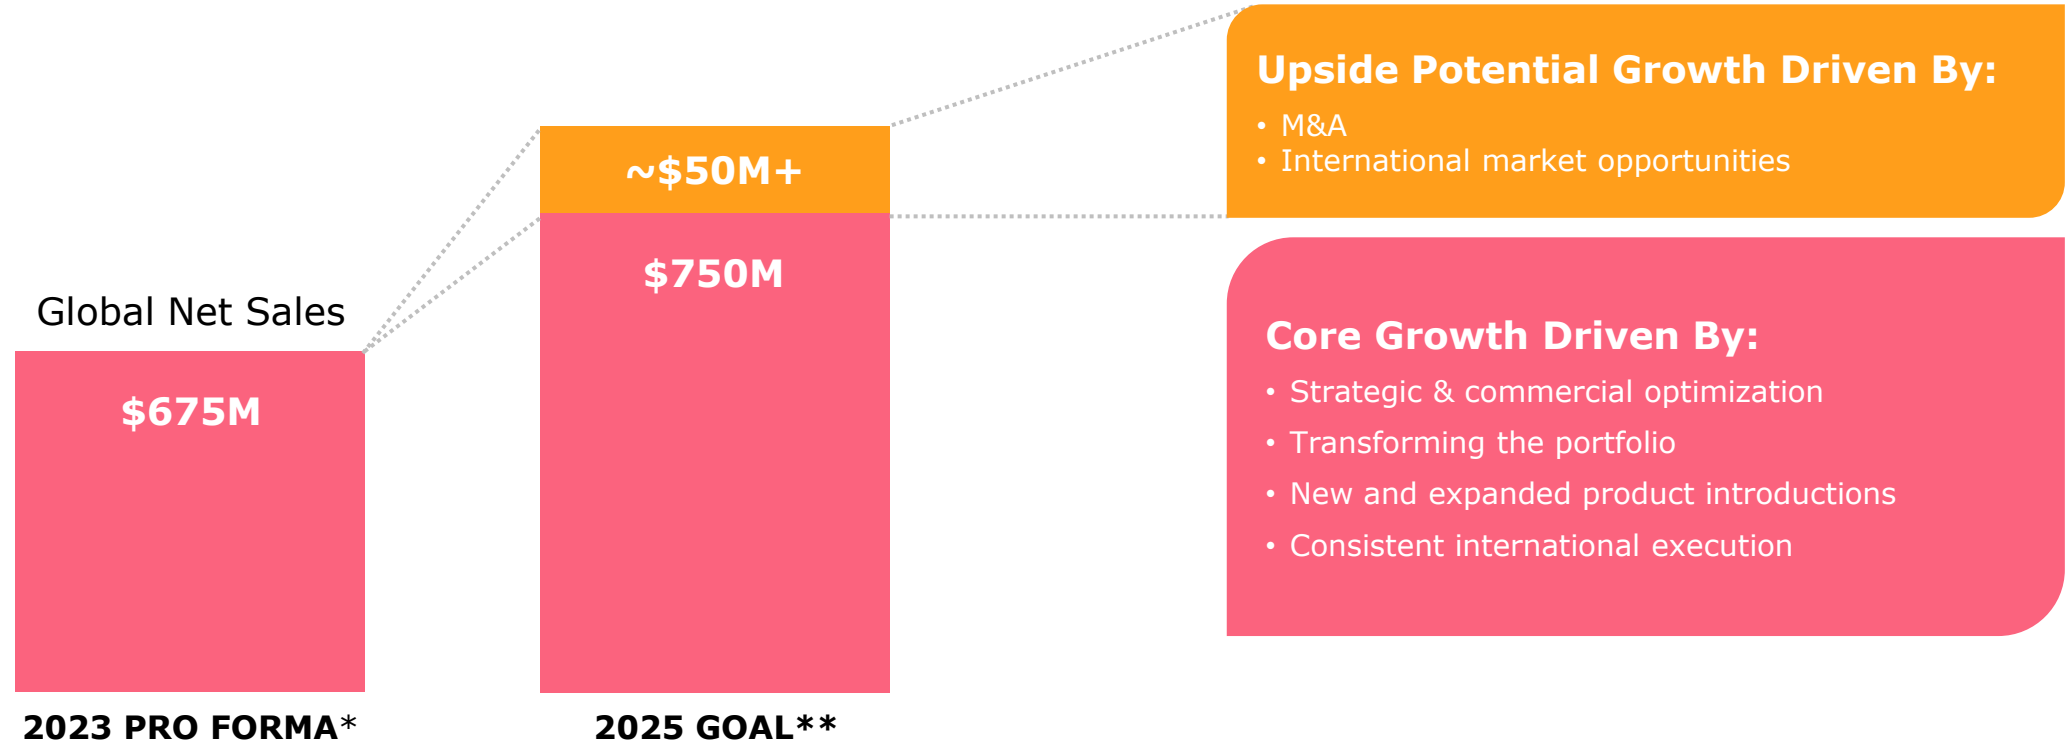 Global Net Sales
$675M
2023 PRO FORMA*
~$50M+
$750M
2025 GOAL**
Upside Potential Growth Driven By:
• M&A
• International market opportunities
Core Growth Driven By:
• Strategic & commercial optimization
• Transforming the portfolio
• New and expanded product introductions
• Consistent international execution